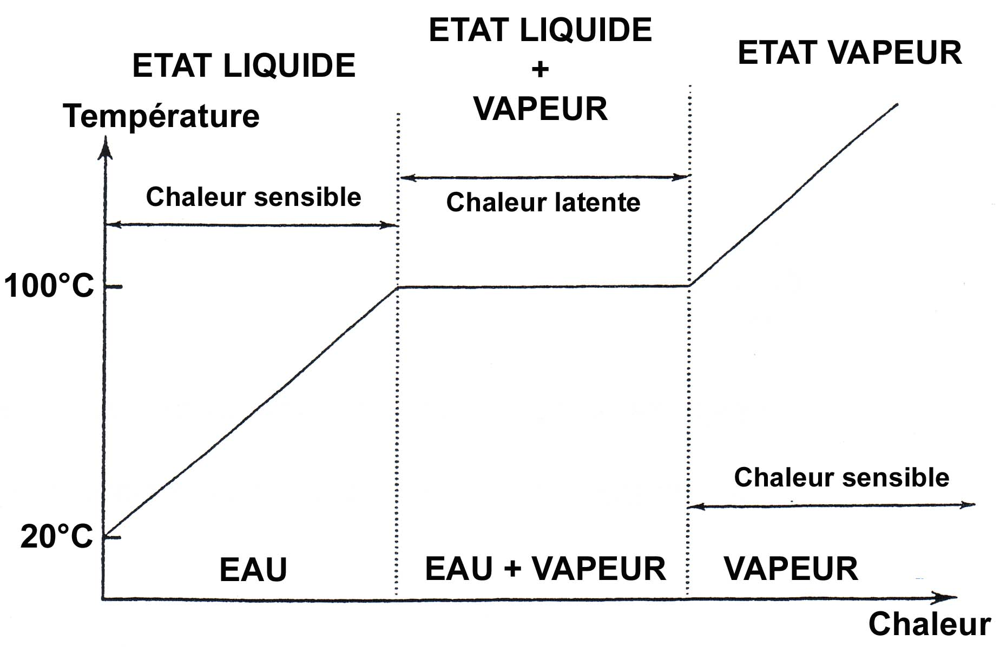 ETAT LIQUIDE
ETAT LIQUIDE
+
VAPEUR
ETAT VAPEUR
Température
Chaleur sensible
Chaleur latente
100°C
Chaleur sensible
20°C
EAU
EAU + VAPEUR
VAPEUR
Chaleur